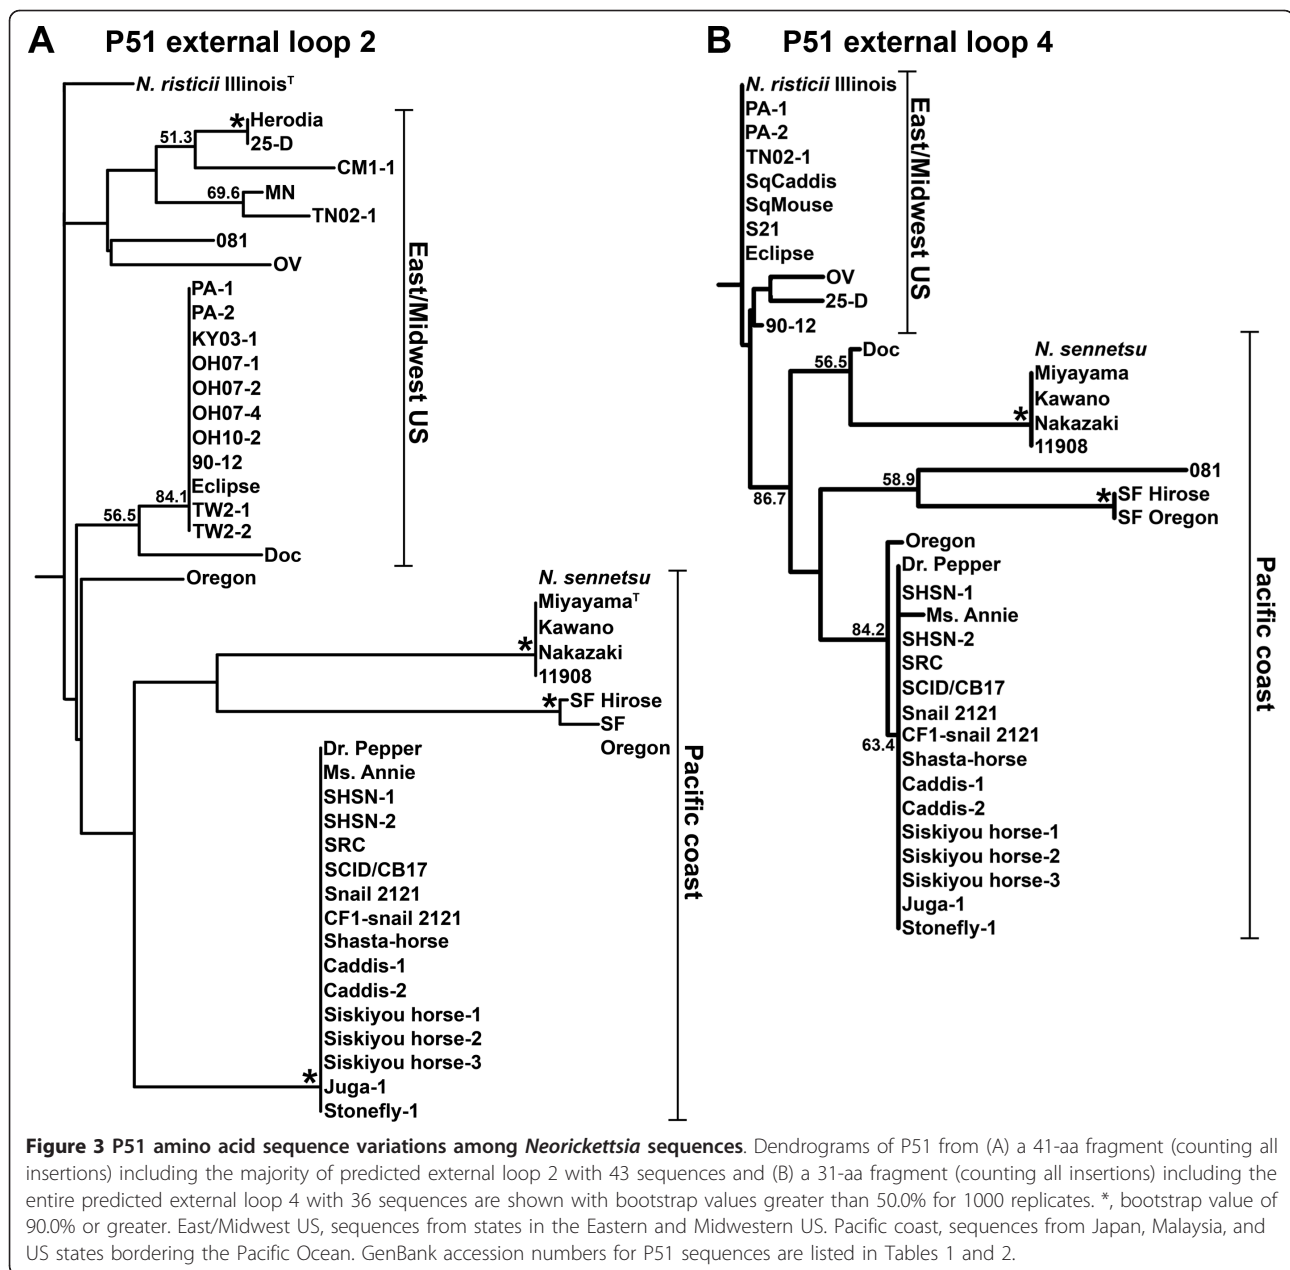 A P51 external loop 2
N. risticii Illinoisᵀ
* Herodia
51.3
25-D
CM1-1
69.6 MN
TN02-1
081
OV
PA-1
PA-2
KY03-1
OH07-1
OH07-2
OH07-4
OH10-2
90-12
Eclipse
84.1
TW2-1
56.5
TW2-2
Doc
East/Midwest US
Oregon
N. sennetsu
Miyayamaᵀ
Kawano
* Nakazaki
11908
* SF Hirose
SF
Oregon
Dr. Pepper
Ms. Annie
SHSN-1
SHSN-2
SRC
SCID/CB17
Snail 2121
CF1-snail 2121
Shasta-horse
Caddis-1
Caddis-2
Siskiyou horse-1
Siskiyou horse-2
Siskiyou horse-3
* Juga-1
Stonefly-1
Pacific coast
B P51 external loop 4
N. risticii Illinois
PA-1
PA-2
TN02-1
SqCaddis
SqMouse
S21
Eclipse
OV
25-D
90-12
East/Midwest US
Doc
56.5
N. sennetsu
Miyayama
Kawano
* Nakazaki
11908
86.7
081
58.9
* SF Hirose
SF Oregon
Oregon
Dr. Pepper
SHSN-1
Ms. Annie
84.2
SHSN-2
SRC
SCID/CB17
Snail 2121
CF1-snail 2121
63.4
Shasta-horse
Caddis-1
Caddis-2
Siskiyou horse-1
Siskiyou horse-2
Siskiyou horse-3
Juga-1
Stonefly-1
Pacific coast
Figure 3 P51 amino acid sequence variations among Neorickettsia sequences. Dendrograms of P51 from (A) a 41-aa fragment (counting all
insertions) including the majority of predicted external loop 2 with 43 sequences and (B) a 31-aa fragment (counting all insertions) including the
entire predicted external loop 4 with 36 sequences are shown with bootstrap values greater than 50.0% for 1000 replicates. *, bootstrap value of
90.0% or greater. East/Midwest US, sequences from states in the Eastern and Midwestern US. Pacific coast, sequences from Japan, Malaysia, and
US states bordering the Pacific Ocean. GenBank accession numbers for P51 sequences are listed in Tables 1 and 2.